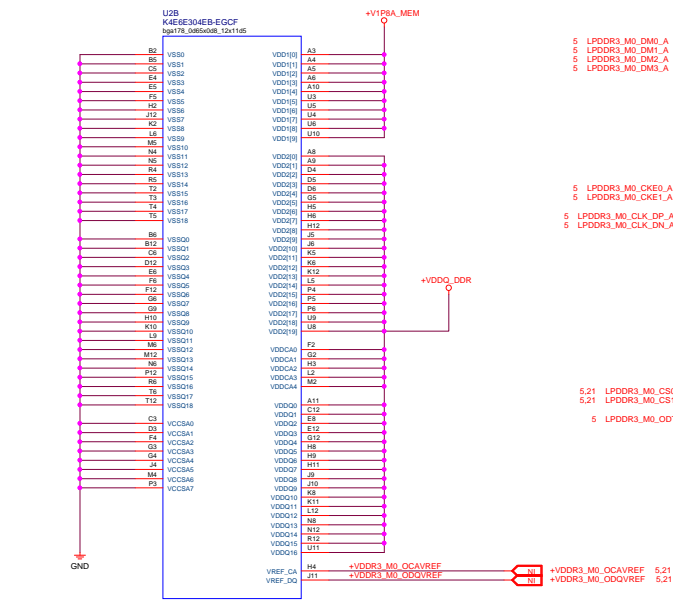 U2B
K4E6E304EB-EGCF
bga178_0d65x0d8_12x11d5
+V1P8A_MEM
5 LPDDR3_M0_DM0_A
5 LPDDR3_M0_DM1_A
5 LPDDR3_M0_DM2_A
5 LPDDR3_M0_DM3_A
B2 VSS0
B5 VSS1
C5 VSS2
E4 VSS3
E5 VSS4
F5 VSS5
H2 VSS6
J12 VSS7
K2 VSS8
L6 VSS9
M5 VSS10
N4 VSS11
N5 VSS12
R4 VSS13
R5 VSS14
T2 VSS15
T3 VSS16
T4 VSS17
T5 VSS18
B6 VSSQ0
B12 VSSQ1
C6 VSSQ2
D12 VSSQ3
E6 VSSQ4
F6 VSSQ5
F12 VSSQ6
G6 VSSQ7
G9 VSSQ8
H10 VSSQ9
K10 VSSQ10
L9 VSSQ11
M6 VSSQ12
M12 VSSQ13
N6 VSSQ14
P12 VSSQ15
R6 VSSQ16
T6 VSSQ17
T12 VSSQ18
C3 VCCSA0
D3 VCCSA1
F4 VCCSA2
G3 VCCSA3
G4 VCCSA4
J4 VCCSA5
M4 VCCSA6
P3 VCCSA7
GND
VDD1[0] A3
VDD1[1] A4
VDD1[2] A5
VDD1[3] A6
VDD1[4] A10
VDD1[5] U3
VDD1[6] U5
VDD1[7] U4
VDD1[8] U6
VDD1[9] U10
VDD2[0] A8
VDD2[1] A9
VDD2[2] D4
VDD2[3] D5
VDD2[4] D6
VDD2[5] G5
VDD2[6] H5
VDD2[7] H6
VDD2[8] H12
VDD2[9] J5
VDD2[10] J6
VDD2[11] K5
VDD2[12] K6
VDD2[13] K12
VDD2[14] L5
VDD2[15] P4
VDD2[16] P5
VDD2[17] P6
VDD2[18] U9
VDD2[19] U8
VDDCA0 F2
VDDCA1 G2
VDDCA2 H3
VDDCA3 L2
VDDCA4 M2
VDDQ0 A11
VDDQ1 C12
VDDQ2 E8
VDDQ3 E12
VDDQ4 G12
VDDQ5 H8
VDDQ6 H9
VDDQ7 H11
VDDQ8 J9
VDDQ9 J10
VDDQ10 K8
VDDQ11 K11
VDDQ12 L12
VDDQ13 N8
VDDQ14 N12
VDDQ15 R12
VDDQ16 U11
VREF_CA H4 +VDDR3_M0_OCAVREF NI +VDDR3_M0_OCAVREF 5,21
VREF_DQ J11 +VDDR3_M0_ODQVREF NI +VDDR3_M0_ODQVREF 5,21
+VDDQ_DDR
5 LPDDR3_M0_CKE0_A
5 LPDDR3_M0_CKE1_A
5 LPDDR3_M0_CLK_DP_A
5 LPDDR3_M0_CLK_DN_A
5,21 LPDDR3_M0_CS0
5,21 LPDDR3_M0_CS1
5 LPDDR3_M0_OD